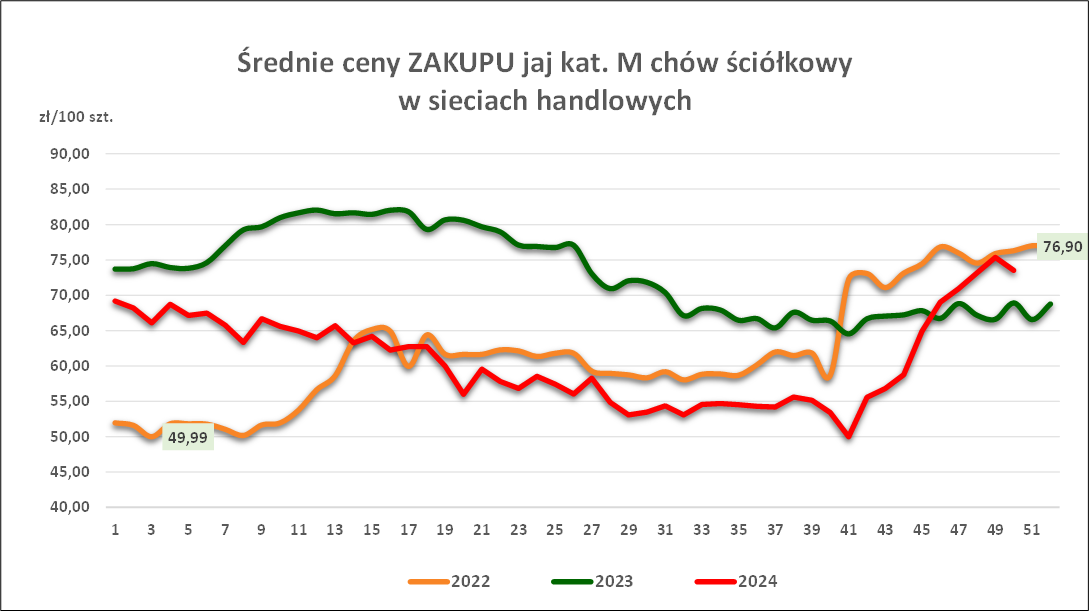 Średnie ceny ZAKUPU jaj kat. M chów ściółkowy
w sieciach handlowych
zł/100 szt.
90,00
85,00
80,00
75,00
70,00
65,00
60,00
55,00
50,00
45,00
40,00
76,90
49,99
1 3 5 7 9 11 13 15 17 19 21 23 25 27 29 31 33 35 37 39 41 43 45 47 49 51
2022 2023 2024